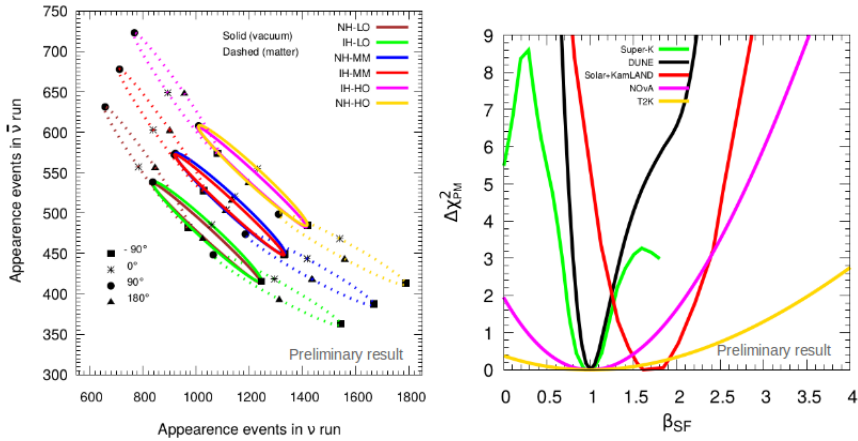 750
700
650
600
550
500
450
400
350
300
Appearence events in ν̄ run
Solid (vacuum)
Dashed (matter)
NH-LO
IH-LO
NH-MM
IH-MM
IH-HO
NH-HO
- 90°
0°
90°
180°
Preliminary result
600 800 1000 1200 1400 1600 1800
Appearence events in ν run
9
8
7
6
5
4
3
2
1
0
Δχ²PM
Super-K
DUNE
Solar+KamLAND
NOνA
T2K
Preliminary result
0 0.5 1 1.5 2 2.5 3 3.5 4
βSF